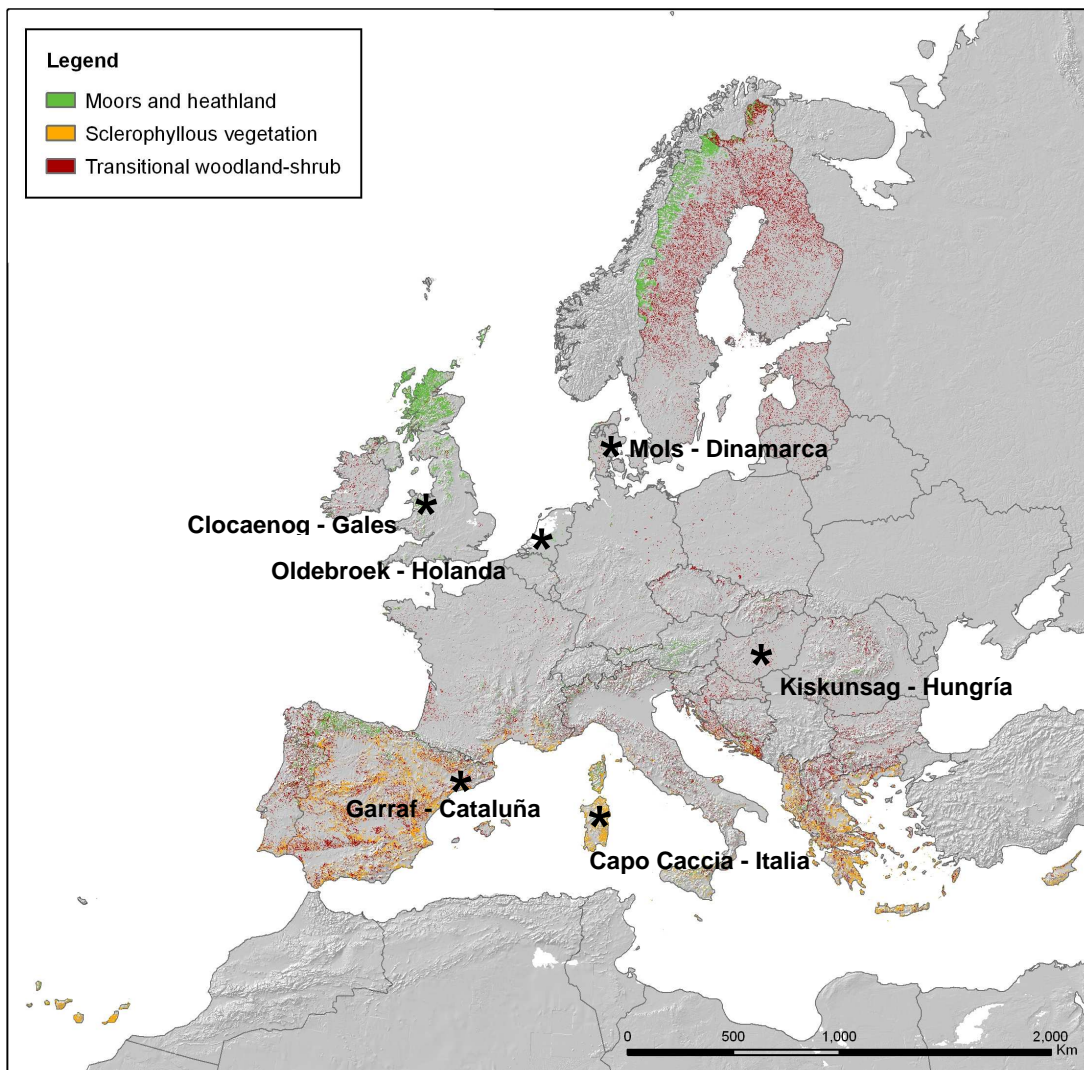 Legend
Moors and heathland
Sclerophyllous vegetation
Transitional woodland-shrub
Mols - Dinamarca
Clocaenog - Gales
Oldebroek - Holanda
Kiskunsag - Hungría
Garraf - Cataluña
Capo Caccia - Italia
0 500 1,000 2,000
Km